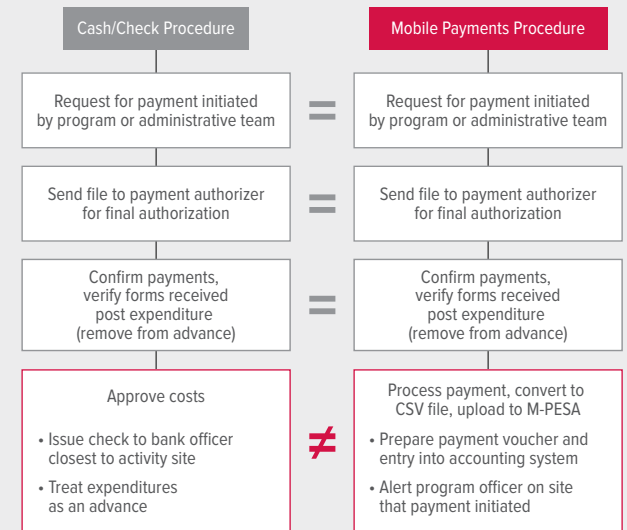 Cash/Check Procedure
Mobile Payments Procedure
Request for payment initiated
by program or administrative team
=
Request for payment initiated
by program or administrative team
Send file to payment authorizer
for final authorization
=
Send file to payment authorizer
for final authorization
Confirm payments,
verify forms received
post expenditure
(remove from advance)
=
Confirm payments,
verify forms received
post expenditure
(remove from advance)
Approve costs
• Issue check to bank officer
closest to activity site
• Treat expenditures
as an advance
≠
Process payment, convert to
CSV file, upload to M-PESA
• Prepare payment voucher and
entry into accounting system
• Alert program officer on site
that payment initiated